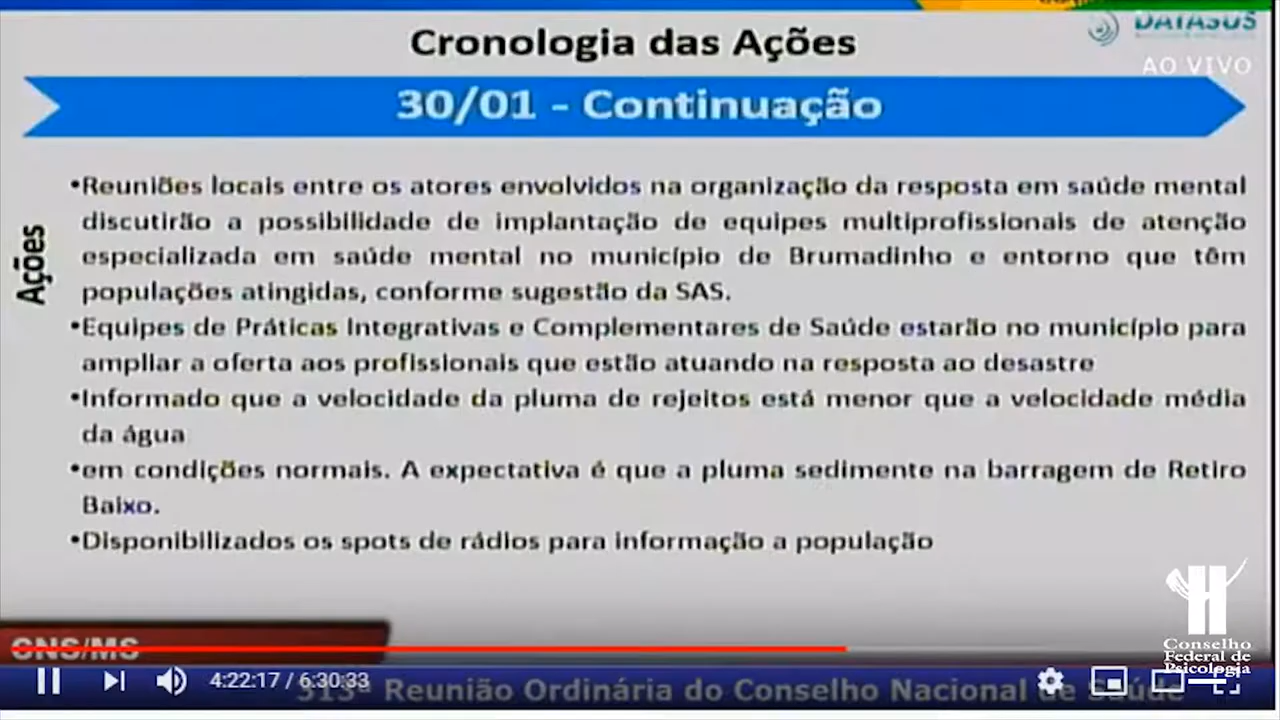 DATASUS
Cronologia das Ações
AO VIVO
30/01 - Continuação
Ações
•Reuniões locais entre os atores envolvidos na organização da resposta em saúde mental
discutirão a possibilidade de implantação de equipes multiprofissionais de atenção
especializada em saúde mental no município de Brumadinho e entorno que têm
populações atingidas, conforme sugestão da SAS.
•Equipes de Práticas Integrativas e Complementares de Saúde estarão no município para
ampliar a oferta aos profissionais que estão atuando na resposta ao desastre
•Informado que a velocidade da pluma de rejeitos está menor que a velocidade média
da água
•em condições normais. A expectativa é que a pluma sedimente na barragem de Retiro
Baixo.
•Disponibilizados os spots de rádios para informação a população
Conselho
Federal de
Psicologia
CNS/MS
4:22:17 / 6:30:33
Reunião Ordinária do Conselho Nacional de Saúde